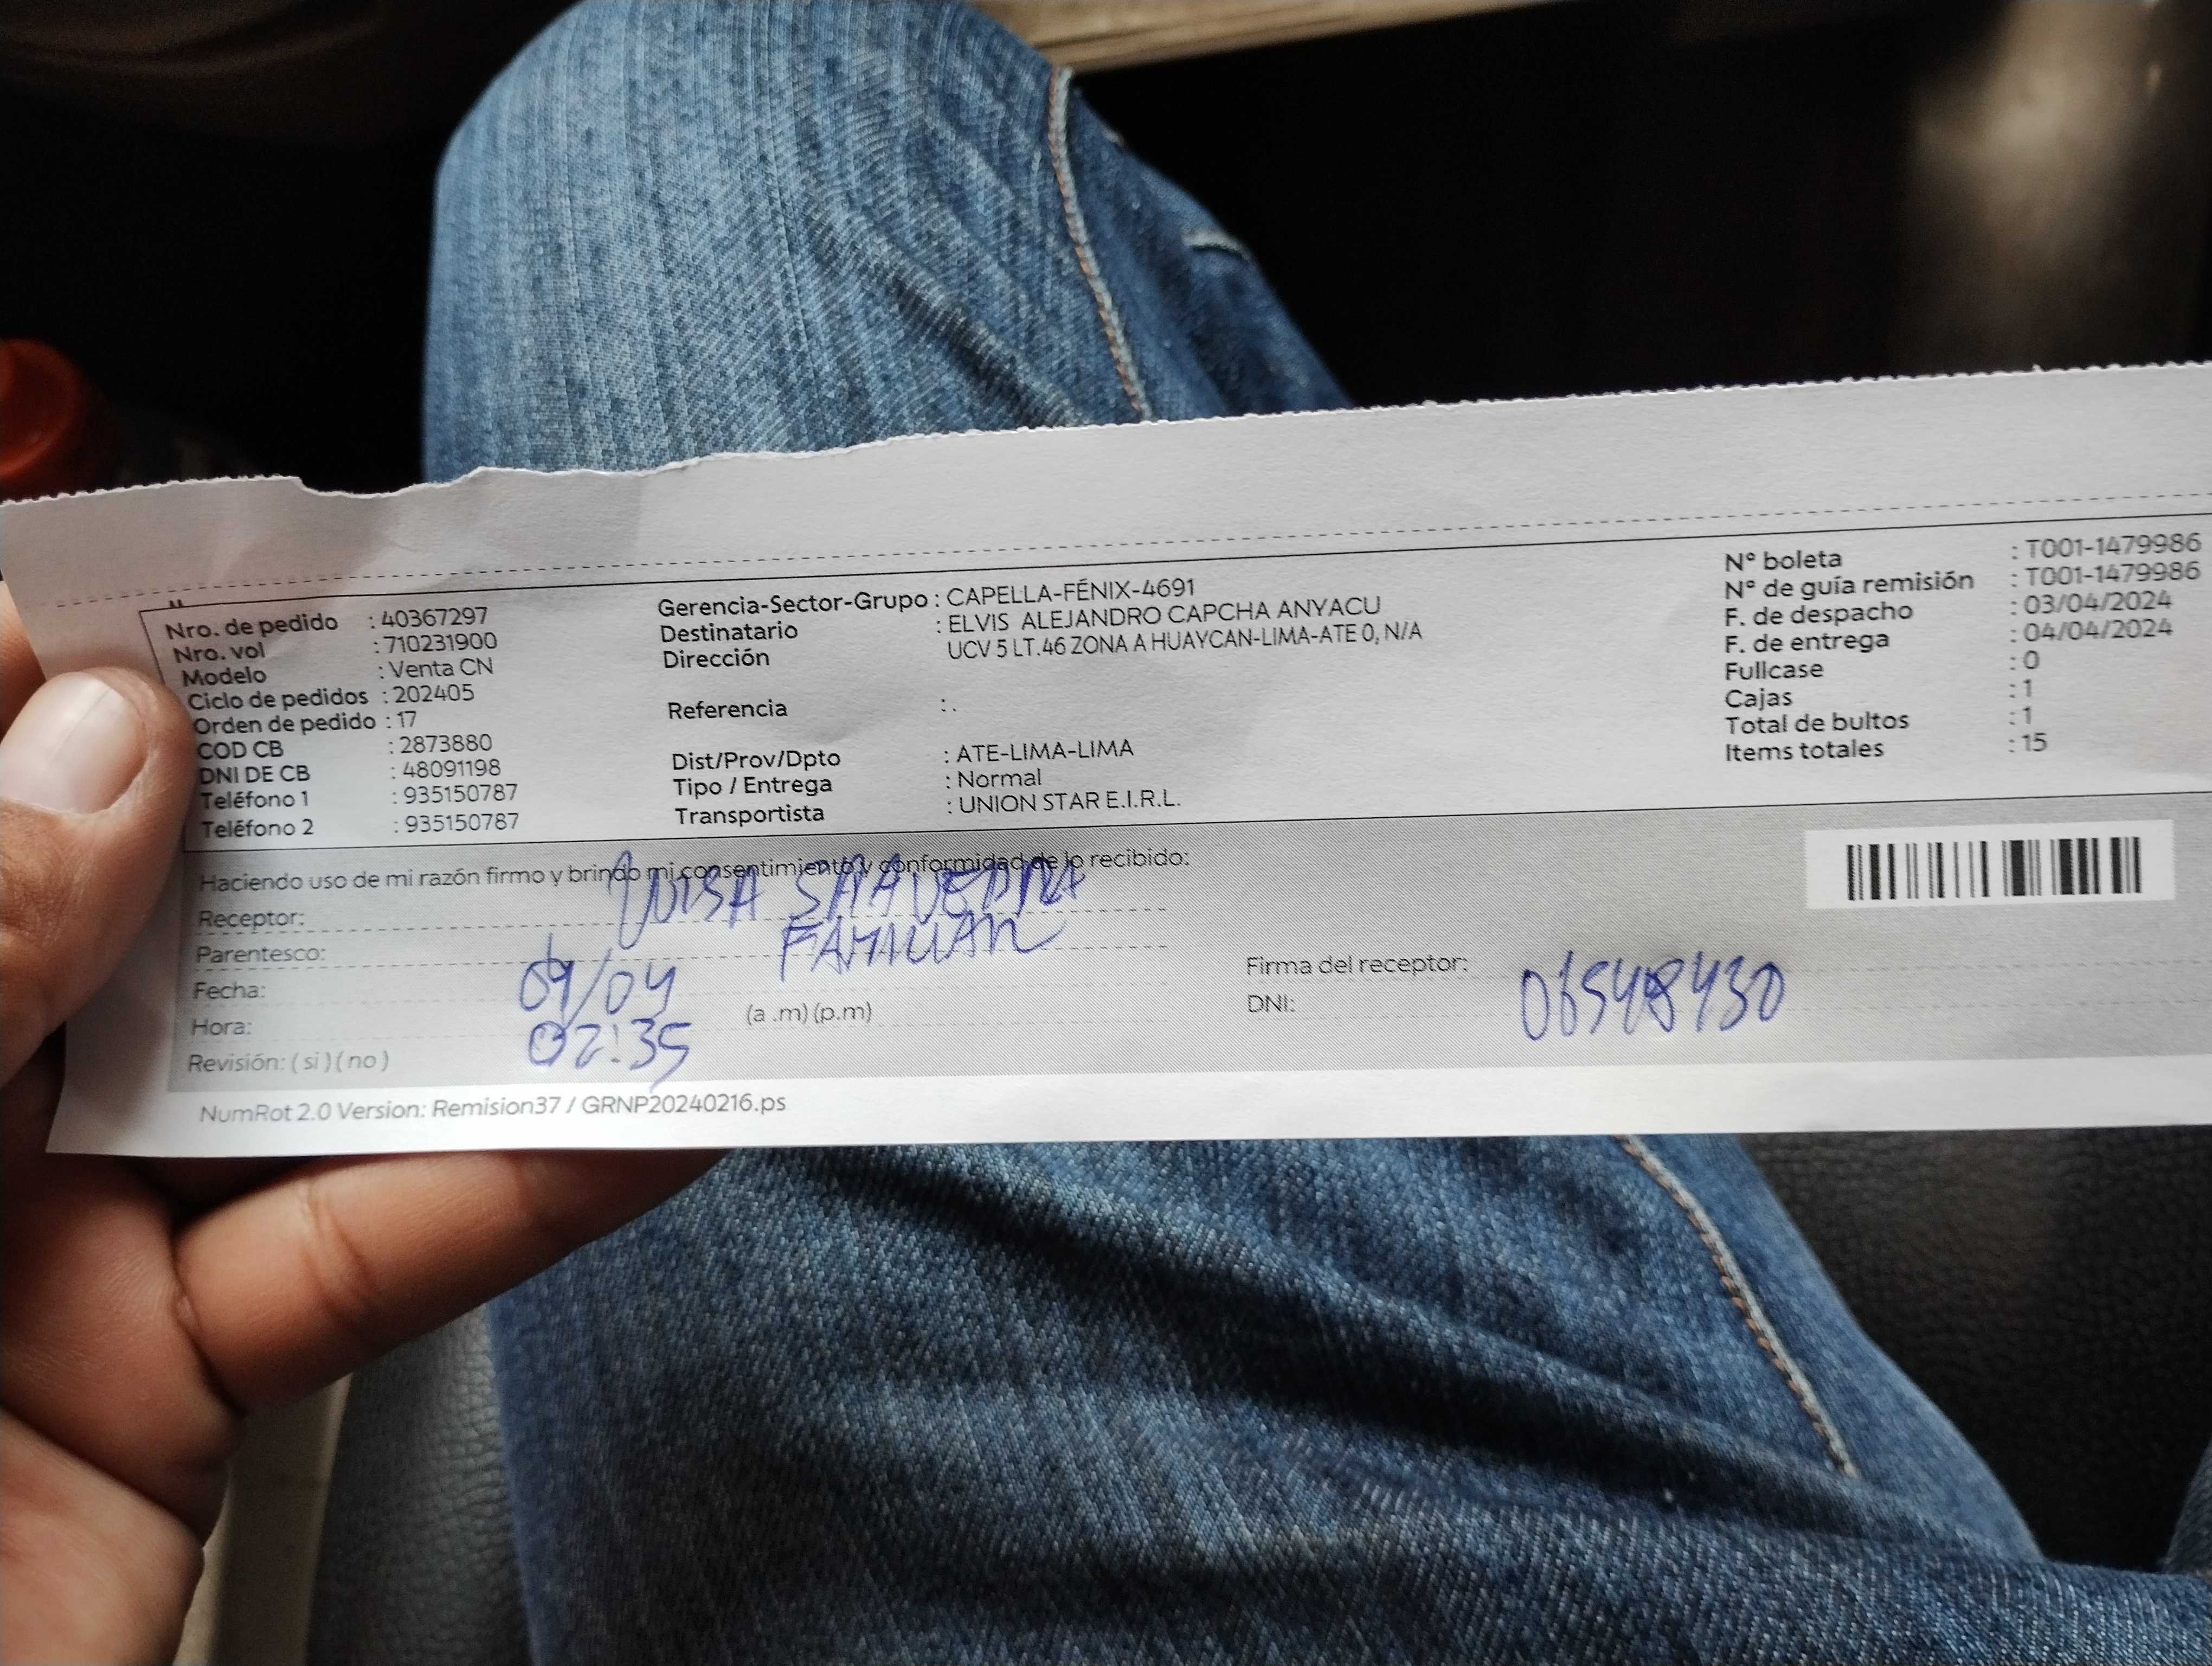 Nro. de pedido : 40367297
Nro. vol : 710231900
Modelo : Venta CN
Ciclo de pedidos : 202405
Orden de pedido : 17
COD CB : 2873880
DNI DE CB : 48091198
Teléfono 1 : 935150787
Teléfono 2 : 935150787
Gerencia-Sector-Grupo : CAPELLA-FÉNIX-4691
Destinatario : ELVIS ALEJANDRO CAPCHA ANYACU
Dirección UCV 5 LT.46 ZONA A HUAYCAN-LIMA-ATE 0, N/A
Referencia : .
Dist/Prov/Dpto : ATE-LIMA-LIMA
Tipo / Entrega : Normal
Transportista : UNION STAR E.I.R.L.
N° boleta : T001-1479986
N° de guía remisión : T001-1479986
F. de despacho : 03/04/2024
F. de entrega : 04/04/2024
Fullcase : 0
Cajas : 1
Total de bultos : 1
Items totales : 15
Haciendo uso de mi razón firmo y brindo mi consentimiento y conformidad de lo recibido:
Receptor: LUISA SAAVEDRA
Parentesco: FAMILIAR
Fecha: 04/04
Hora: 02:35 (a .m) (p.m)
Revisión: ( si ) ( no )
Firma del receptor:
DNI: 06548430
NumRot 2.0 Version: Remision37 / GRNP20240216.ps